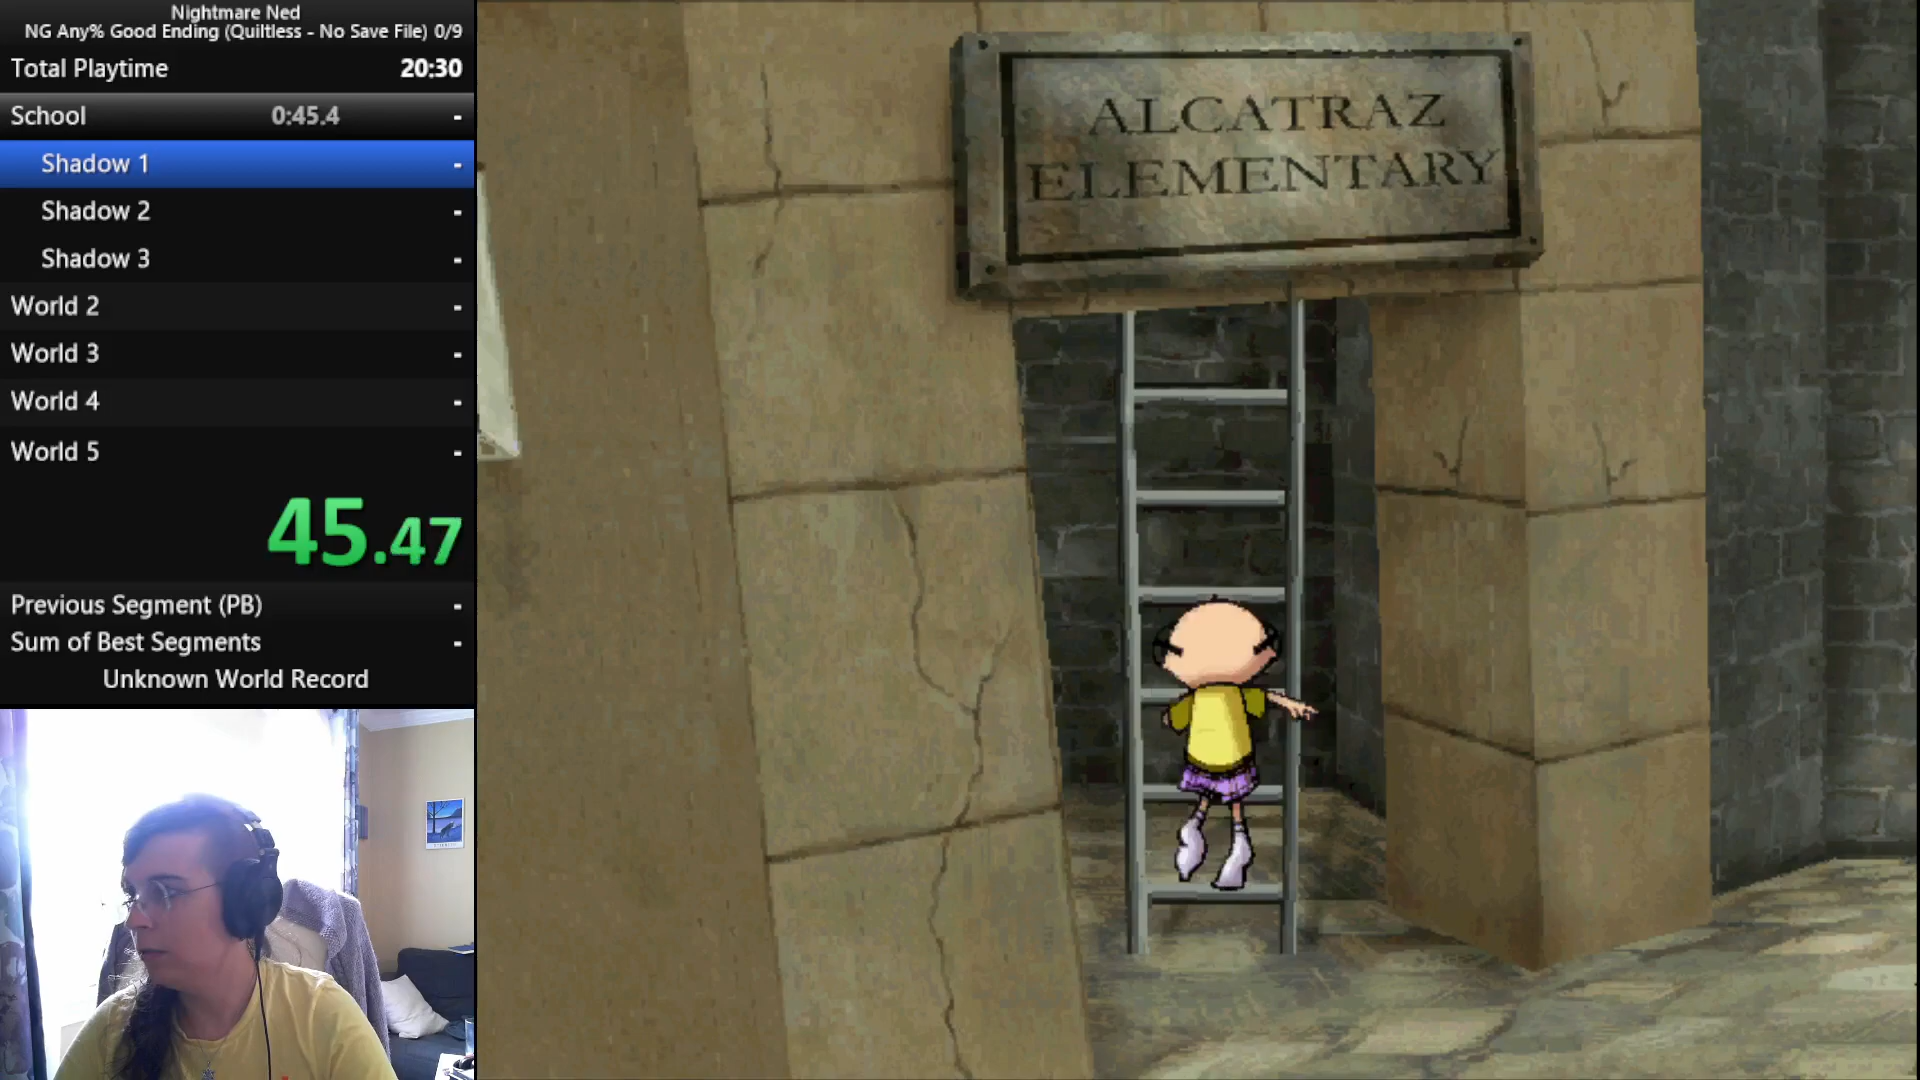 Nightmare Ned
NG Any% Good Ending (Quiltless - No Save File) 0/9
Total Playtime 20:30
School 0:45.4 -
Shadow 1 -
Shadow 2 -
Shadow 3 -
World 2 -
World 3 -
World 4 -
World 5 -
45.47
Previous Segment (PB) -
Sum of Best Segments -
Unknown World Record
ALCATRAZ
ELEMENTARY